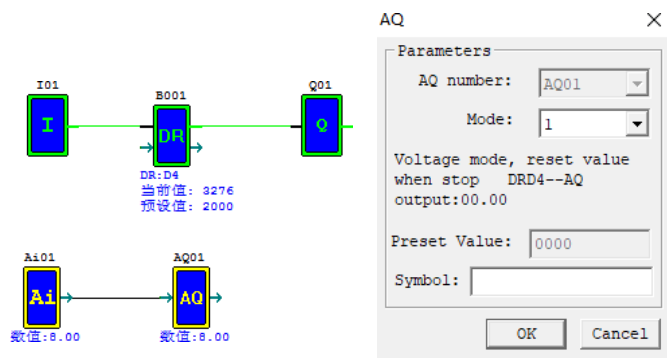 I01
I
B001
DR
Q01
Q
DR:D4
当前值: 3276
预设值: 2000
Ai01
Ai
AQ01
AQ
数值:8.00
数值:8.00
AQ
Parameters
AQ number: AQ01
Mode: 1
Voltage mode, reset value
when stop DRD4--AQ
output:00.00
Preset Value: 0000
Symbol:
OK
Cancel